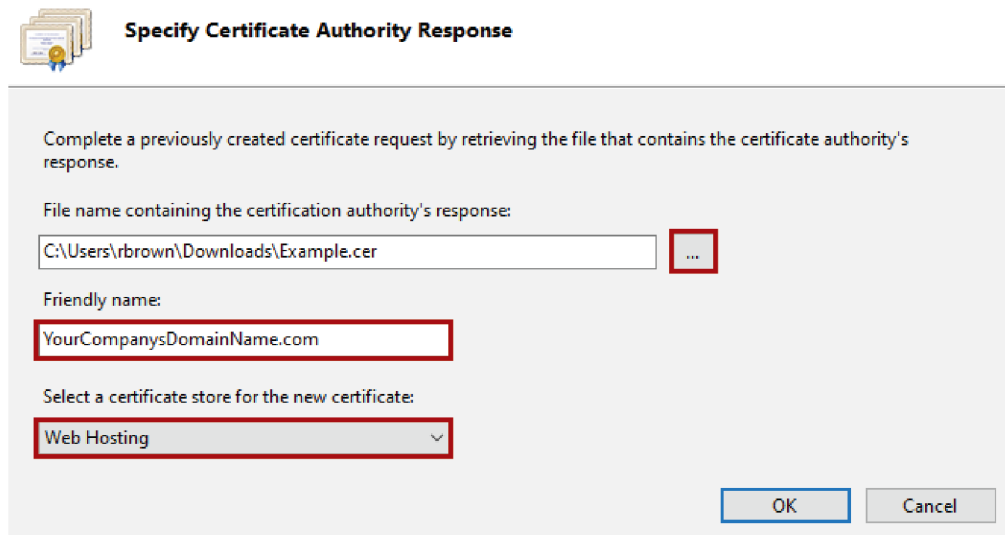 Specify Certificate Authority Response
Complete a previously created certificate request by retrieving the file that contains the certificate authority's
response.
File name containing the certification authority's response:
C:\Users\rbrown\Downloads\Example.cer
...
Friendly name:
YourCompanysDomainName.com
Select a certificate store for the new certificate:
Web Hosting
OK
Cancel